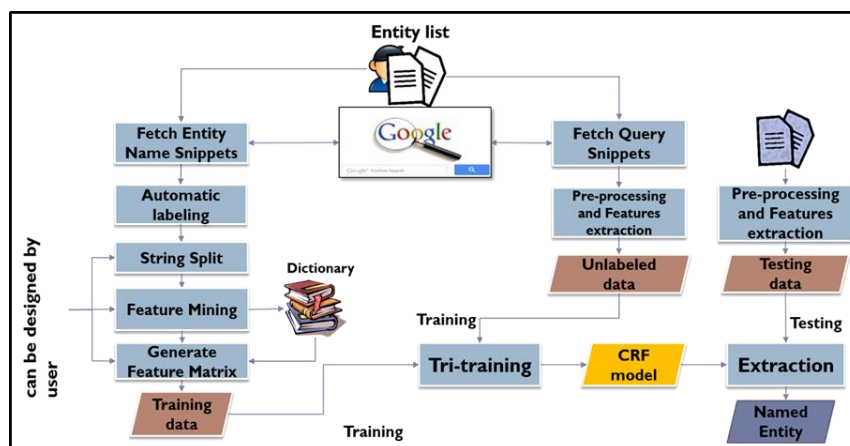 Entity list
Fetch Entity
Name Snippets
Google
Fetch Query
Snippets
Automatic
labeling
Pre-processing
and Features
extraction
Pre-processing
and Features
extraction
can be designed by
user
String Split
Dictionary
Unlabeled
data
Testing
data
Feature Mining
Training
Testing
Generate
Feature Matrix
Tri-training
CRF
model
Extraction
Training
data
Training
Named
Entity